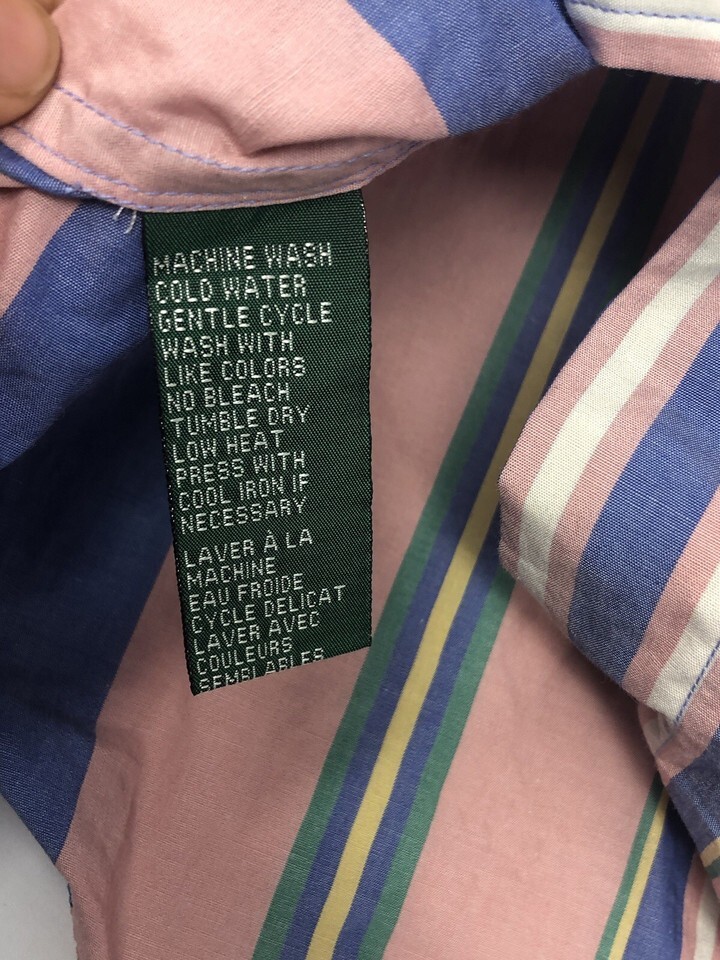 MACHINE WASH
COLD WATER
GENTLE CYCLE
WASH WITH
LIKE COLORS
NO BLEACH
TUMBLE DRY
LOW HEAT
PRESS WITH
COOL IRON IF
NECESSARY
LAVER À LA
MACHINE
EAU FROIDE
CYCLE DELICAT
LAVER AVEC
COULEURS
SEMBLABLES